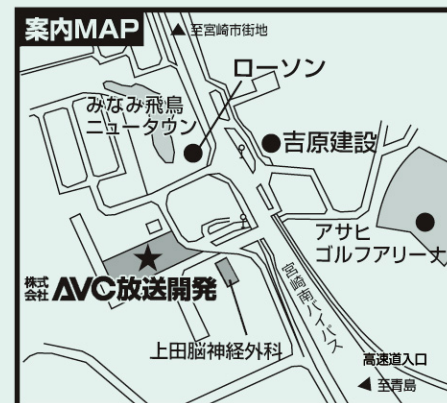 案内MAP
▲至宮崎市街地
ローソン
みなみ飛鳥
ニュータウン
●吉原建設
アサヒ
ゴルフアリーナ
株式
会社 AVC放送開発
宮崎南バイパス
上田脳神経外科
高速道入口
◀至青島